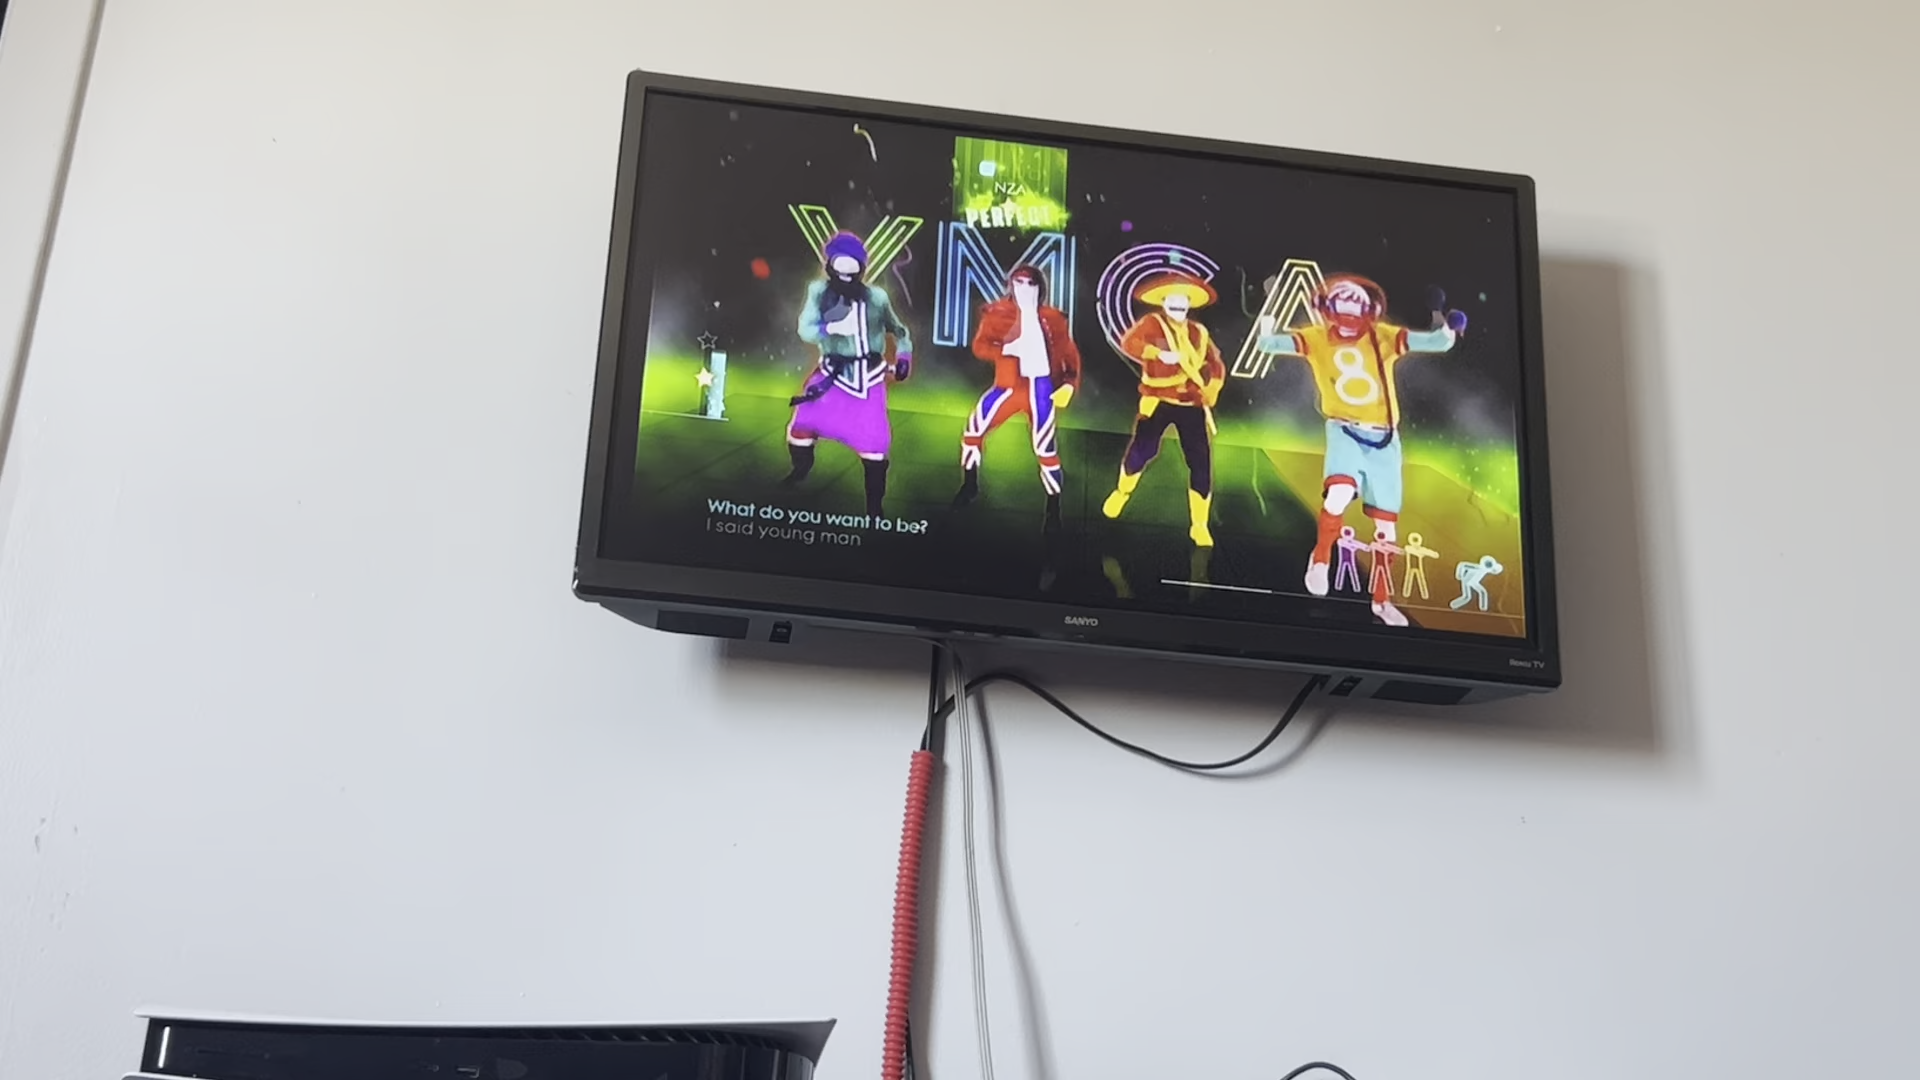 NZA
PERFECT
YMCA
8
What do you want to be?
I said young man
SANYO
Roku TV